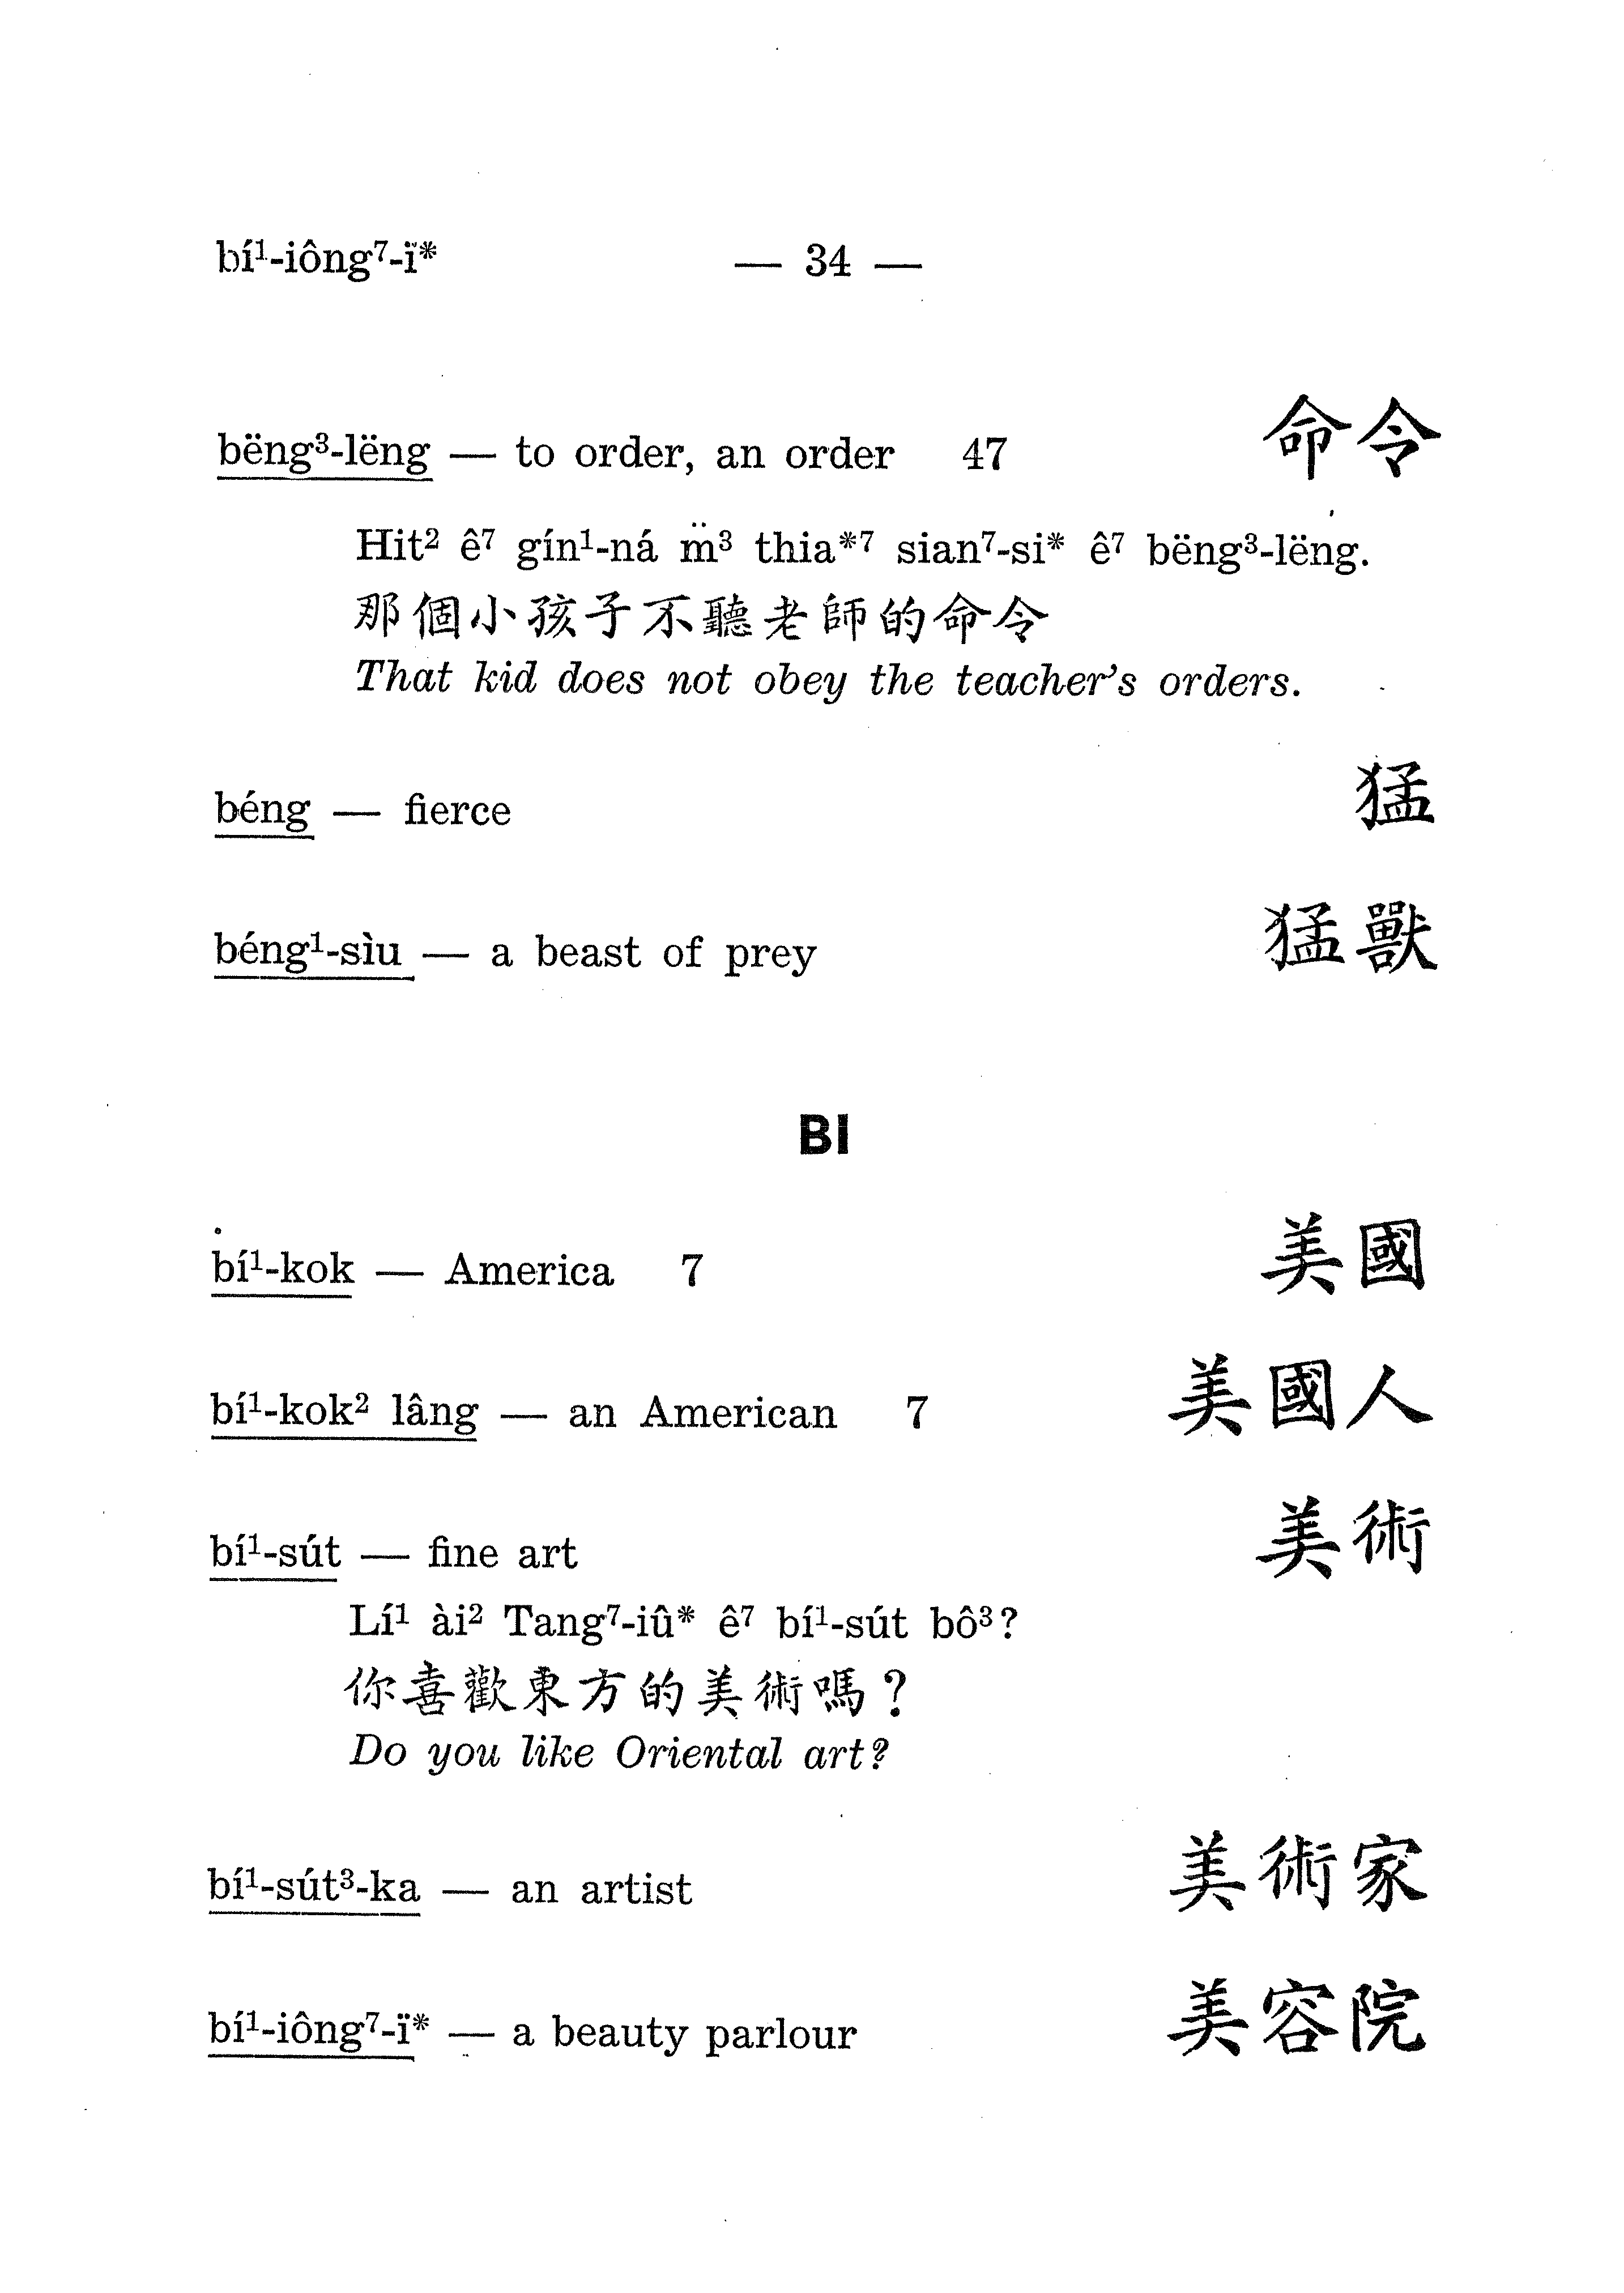 bí¹-iông⁷-ï*
— 34 —
bëng³-lëng — to order, an order 47 命令
Hit² ê⁷ gín¹-ná m̈³ thia*⁷ sian⁷-si* ê⁷ bëng³-lëng.
那個小孩子不聽老師的命令
That kid does not obey the teacher's orders.
béng — fierce 猛
béng¹-sìu — a beast of prey 猛獸
BI
bí¹-kok — America 7 美國
bí¹-kok² lâng — an American 7 美國人
bí¹-sút — fine art 美術
Lí¹ ài² Tang⁷-iû* ê⁷ bí¹-sút bô³?
你喜歡東方的美術嗎?
Do you like Oriental art?
bí¹-sút³-ka — an artist 美術家
bí¹-iông⁷-ï* — a beauty parlour 美容院